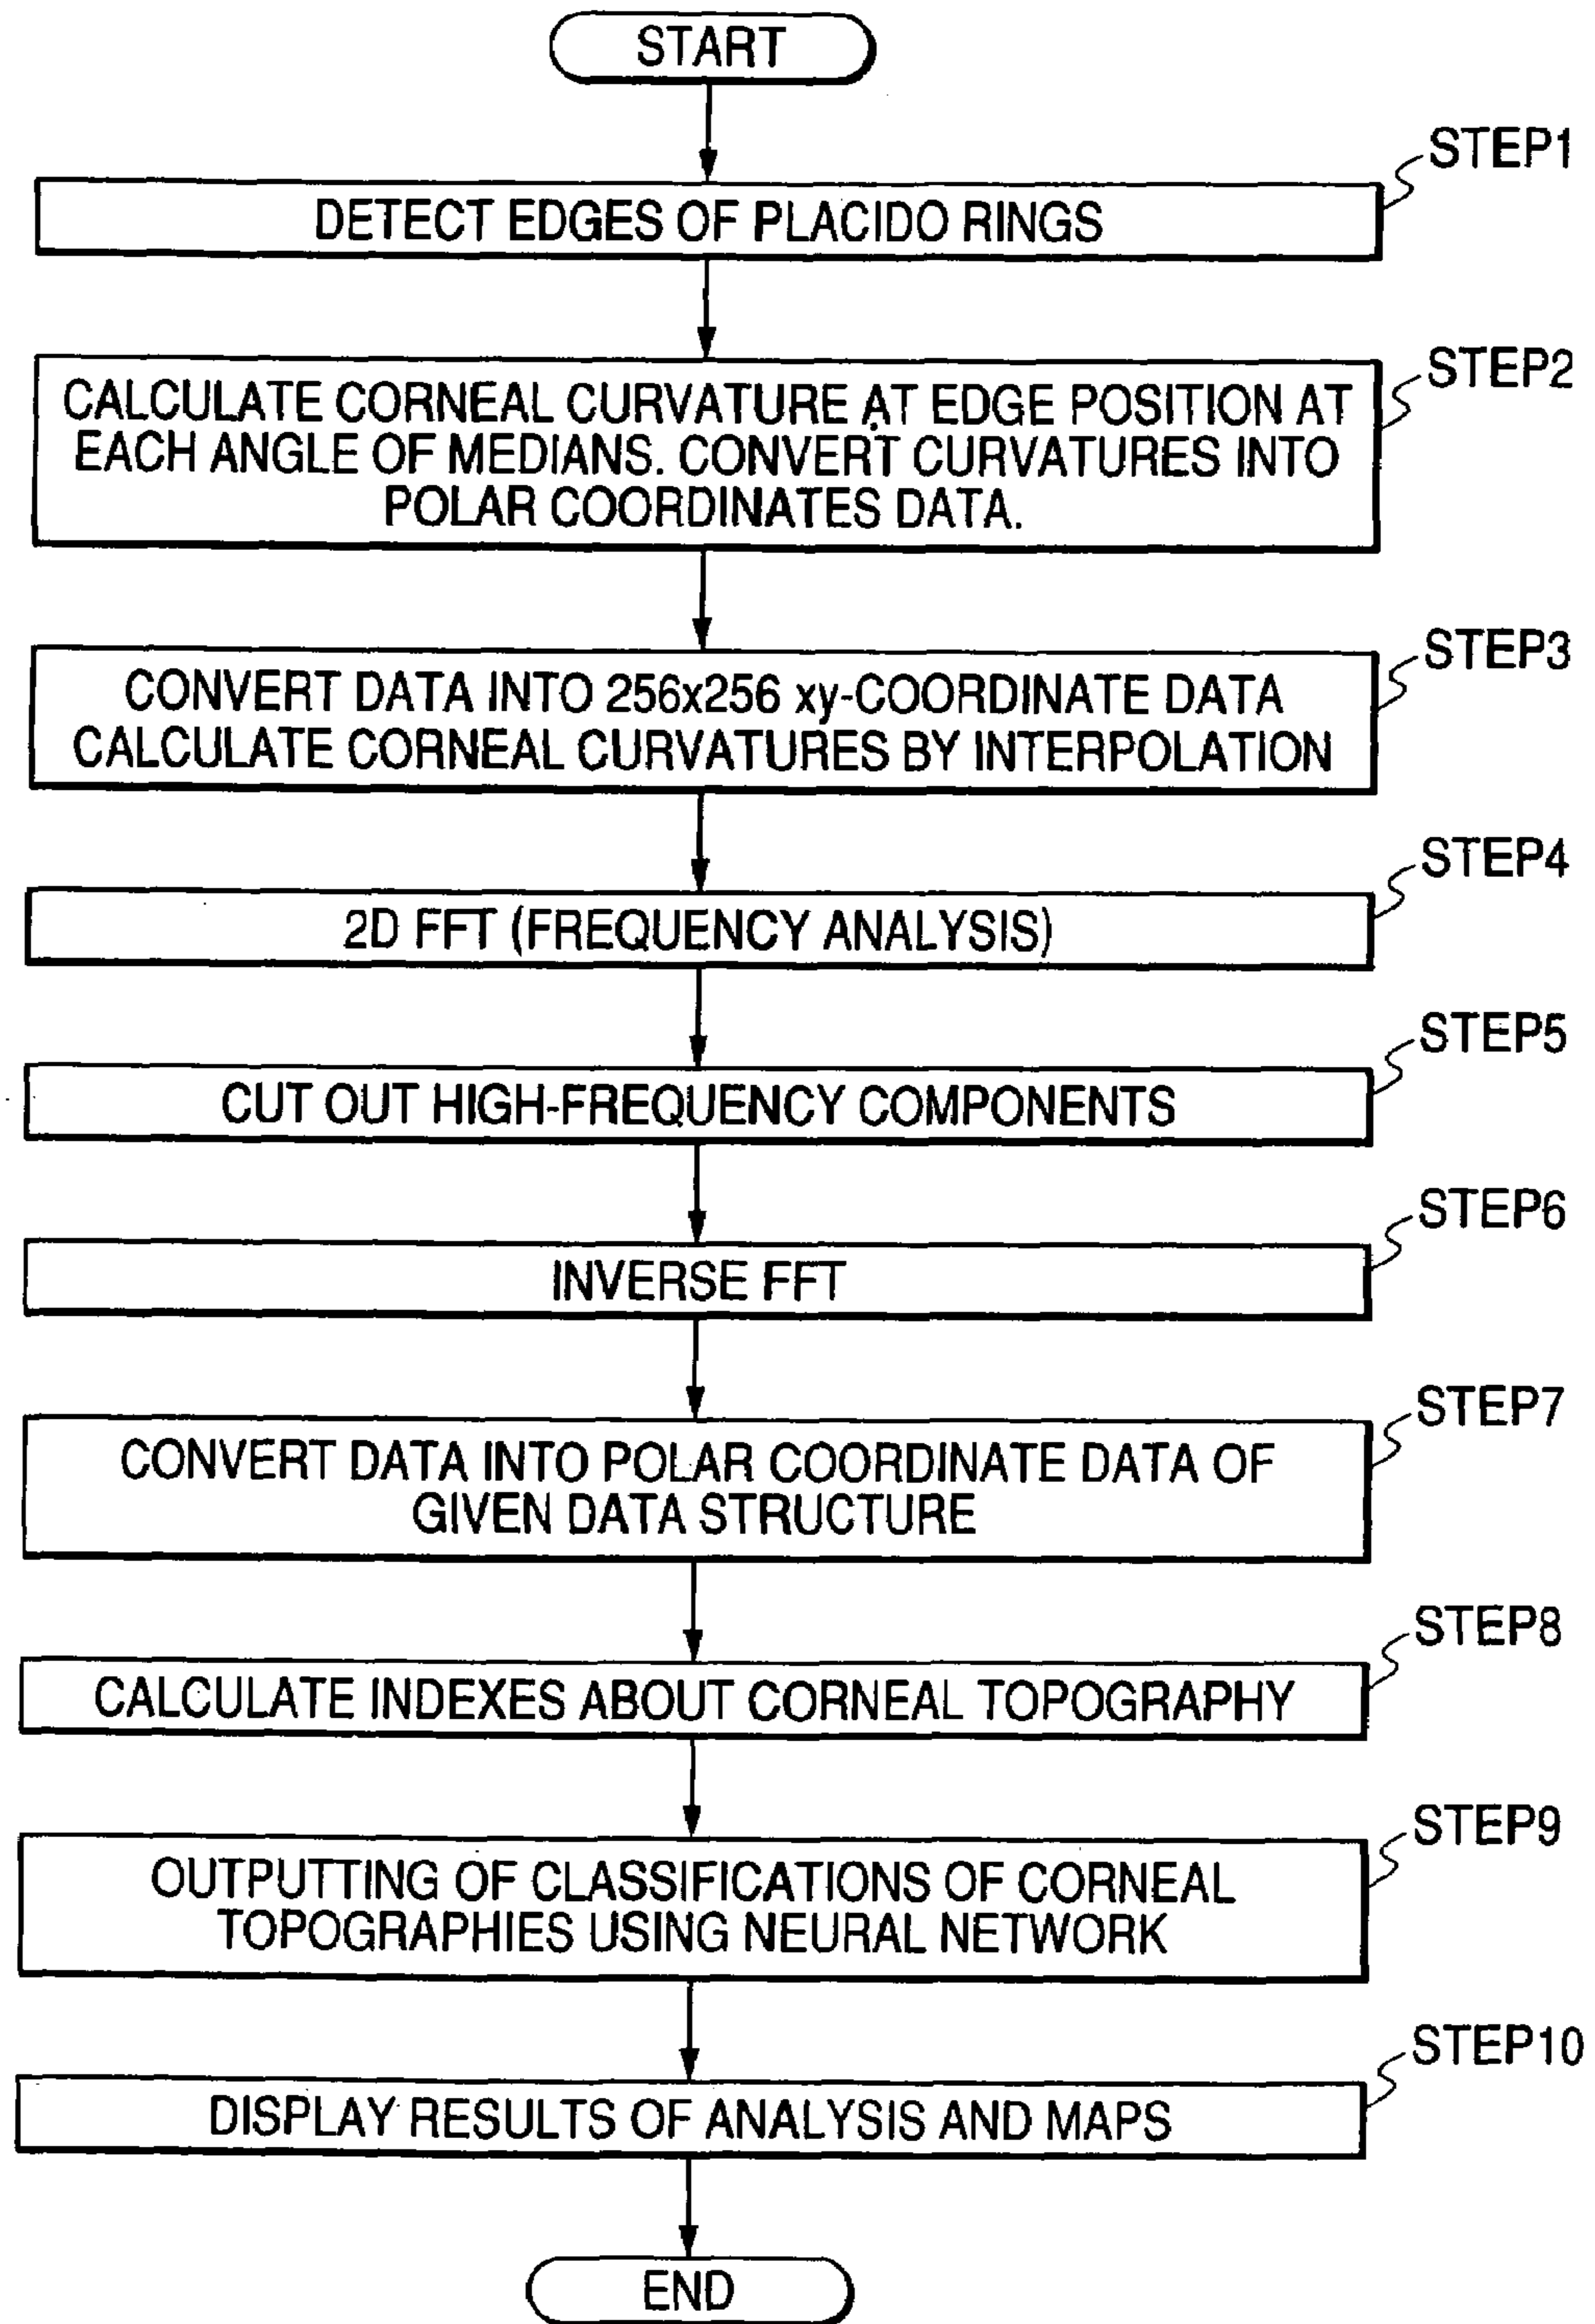 START
STEP1
DETECT EDGES OF PLACIDO RINGS
STEP2
CALCULATE CORNEAL CURVATURE AT EDGE POSITION AT
EACH ANGLE OF MEDIANS. CONVERT CURVATURES INTO
POLAR COORDINATES DATA.
STEP3
CONVERT DATA INTO 256x256 xy-COORDINATE DATA
CALCULATE CORNEAL CURVATURES BY INTERPOLATION
STEP4
2D FFT (FREQUENCY ANALYSIS)
STEP5
CUT OUT HIGH-FREQUENCY COMPONENTS
STEP6
INVERSE FFT
STEP7
CONVERT DATA INTO POLAR COORDINATE DATA OF
GIVEN DATA STRUCTURE
STEP8
CALCULATE INDEXES ABOUT CORNEAL TOPOGRAPHY
STEP9
OUTPUTTING OF CLASSIFICATIONS OF CORNEAL
TOPOGRAPHIES USING NEURAL NETWORK
STEP10
DISPLAY RESULTS OF ANALYSIS AND MAPS
END